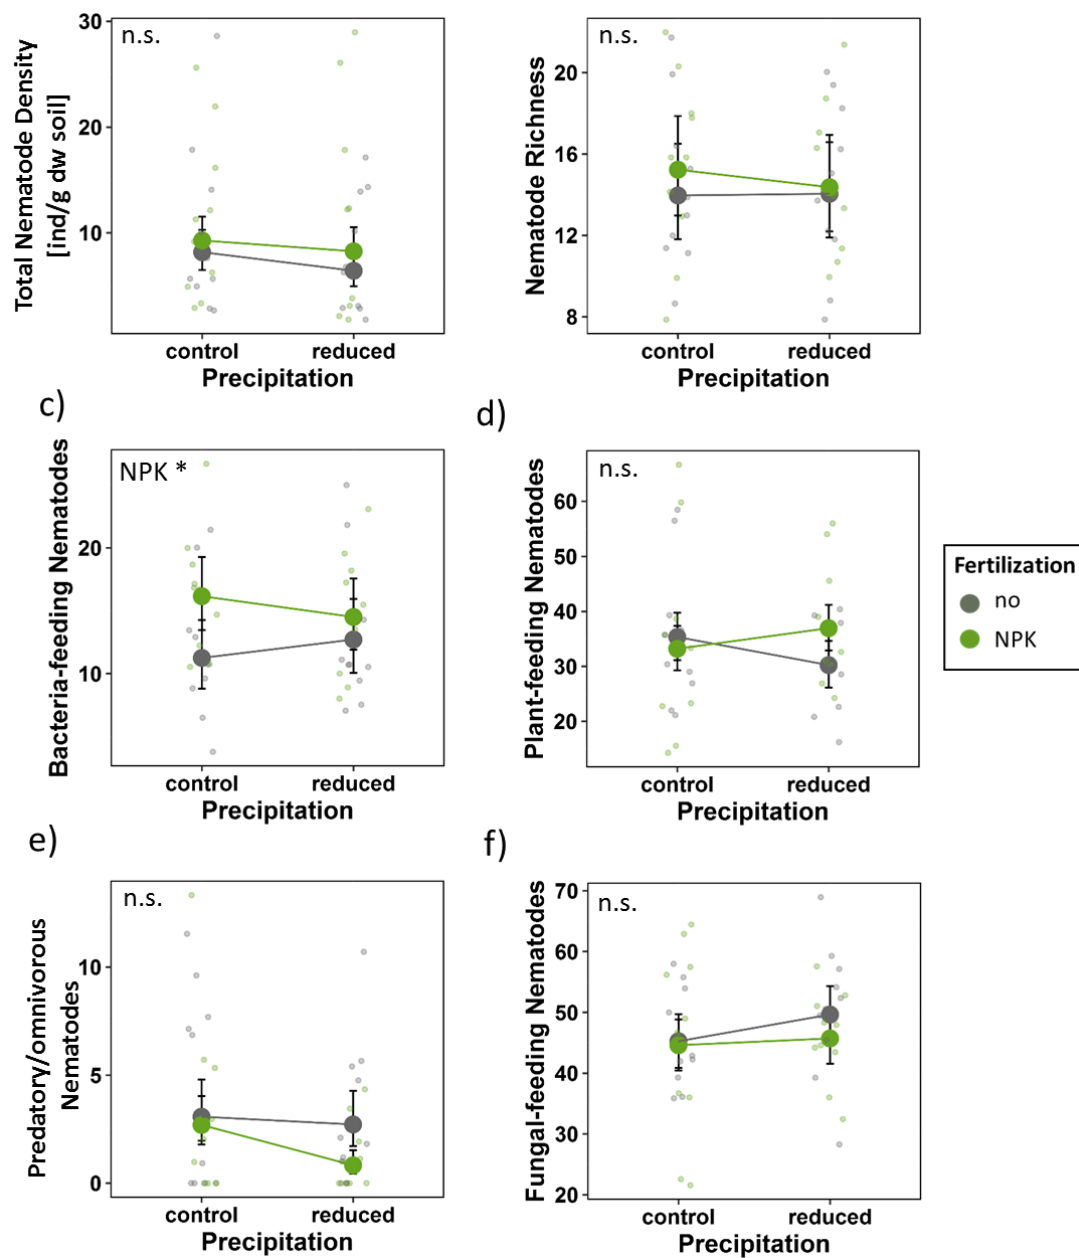 n.s.
Total Nematode Density
[ind/g dw soil]
30
20
10
control
reduced
Precipitation
n.s.
Nematode Richness
20
16
12
8
control
reduced
Precipitation
c)
NPK *
Bacteria-feeding Nematodes
20
10
control
reduced
Precipitation
d)
n.s.
Plant-feeding Nematodes
60
50
40
30
20
control
reduced
Precipitation
Fertilization
no
NPK
e)
n.s.
Predatory/omnivorous
Nematodes
10
5
0
control
reduced
Precipitation
f)
n.s.
Fungal-feeding Nematodes
70
60
50
40
30
20
control
reduced
Precipitation